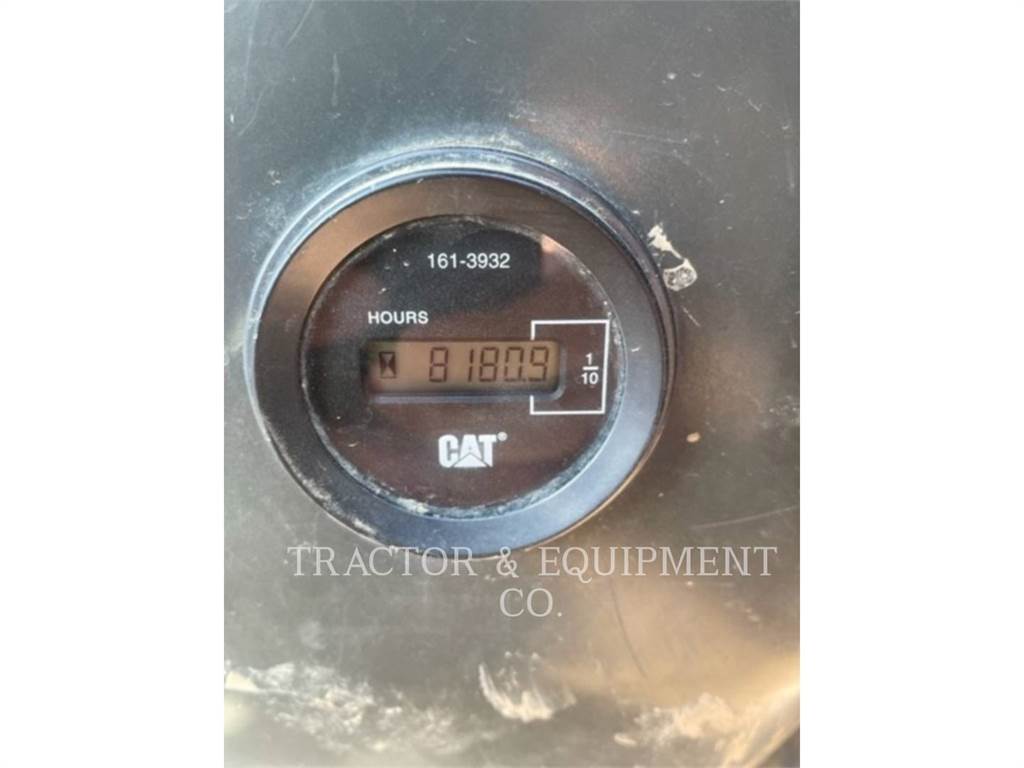 161-3932
HOURS
8180.9
1/10
CAT®
TRACTOR & EQUIPMENT
CO.